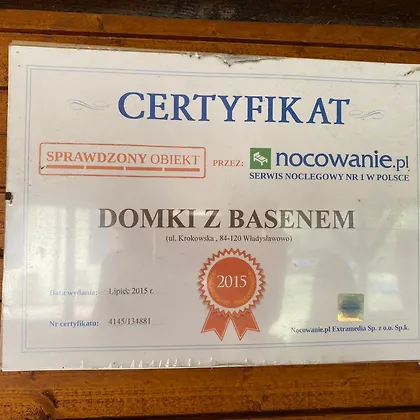 CERTYFIKAT
SPRAWDZONY OBIEKT PRZEZ: nocowanie.pl
SERWIS NOCLEGOWY NR 1 W POLSCE
DOMKI Z BASENEM
(ul. Krokowska , 84-120 Władysławowo)
2015
Data wydania: Lipiec 2015 r.
Nr certyfikatu: 4145/134881
Nocowanie.pl Extramedia Sp. z o.o. Sp.k.